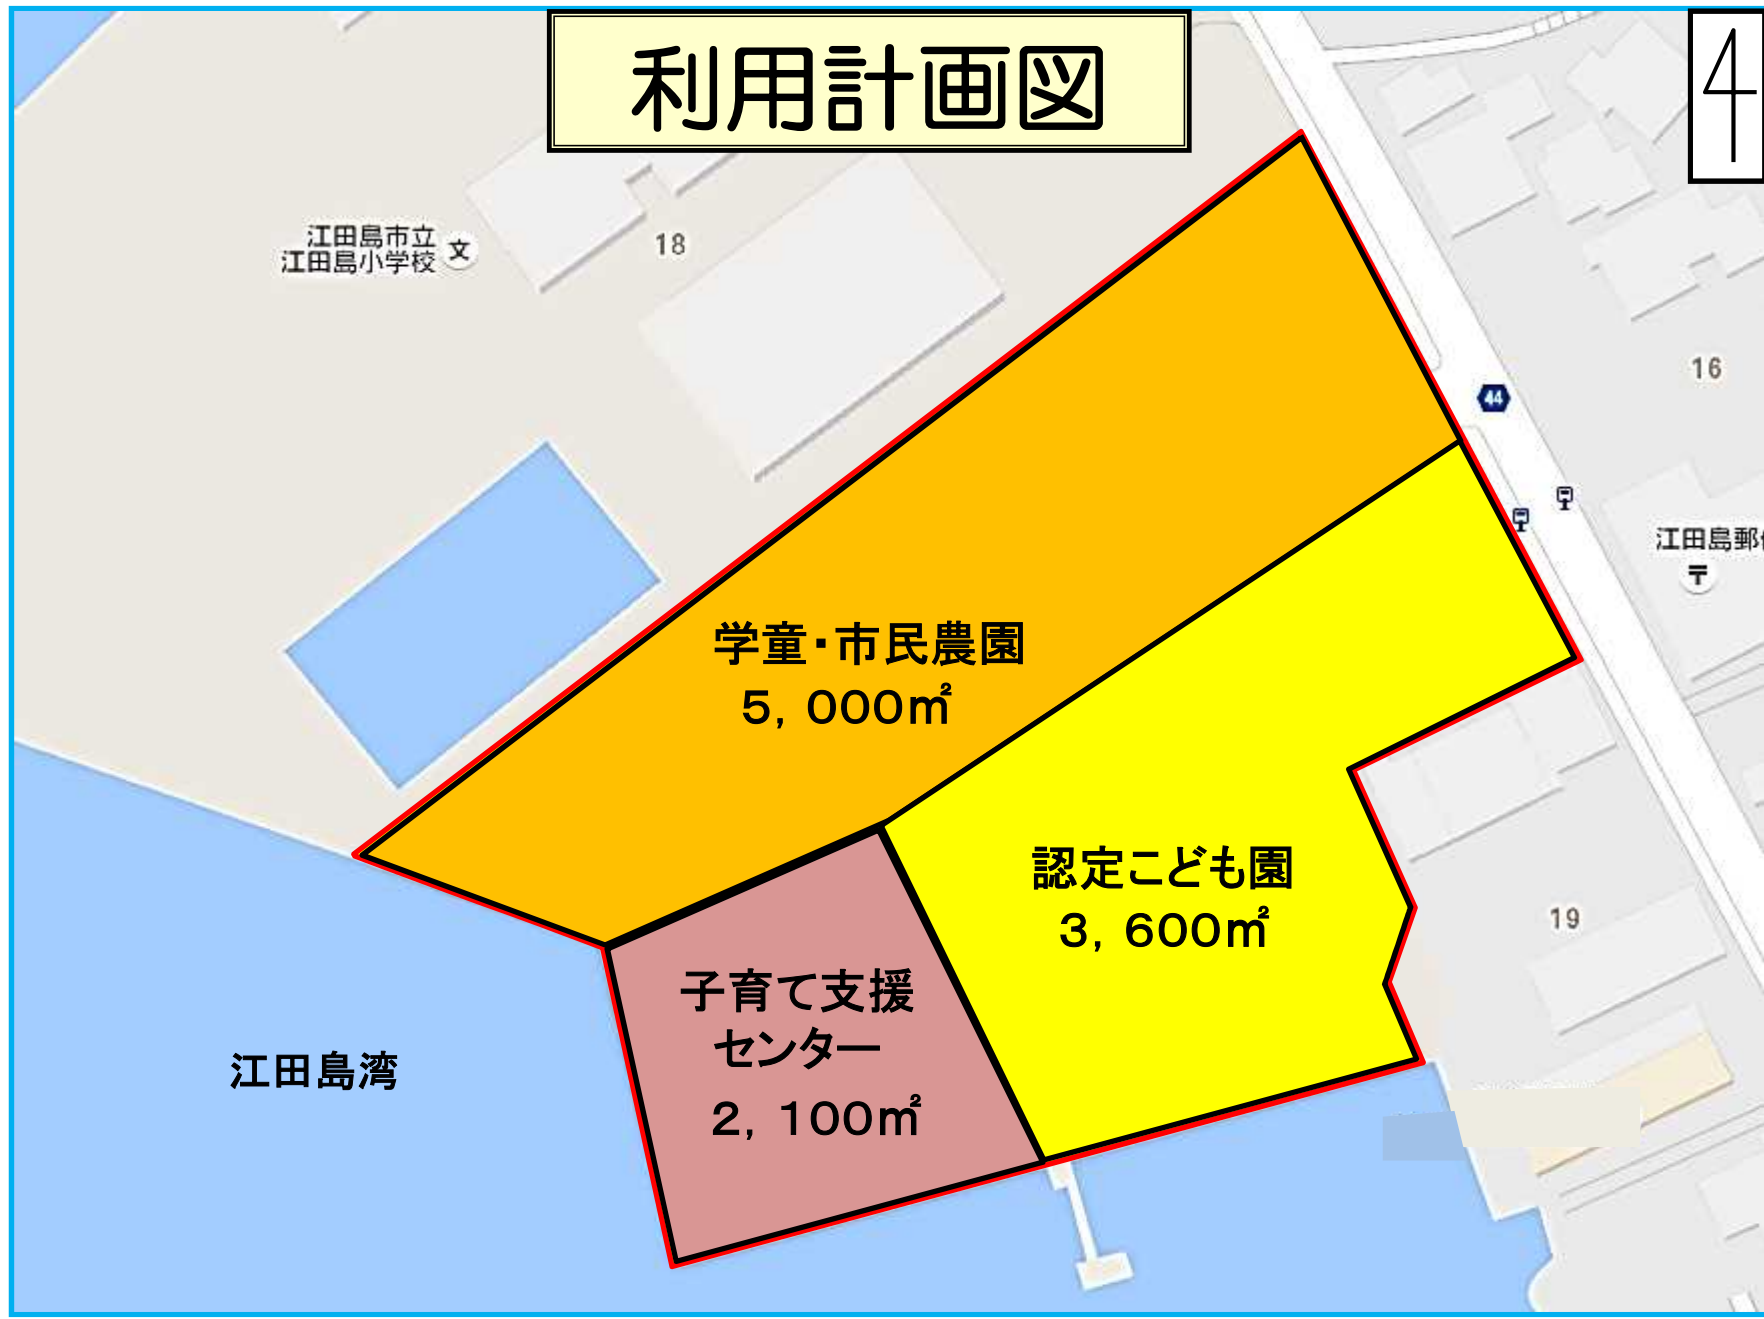 利用計画図
4
江田島市立
江田島小学校
文
18
16
44
江田島郵
〒
学童・市民農園
5，000㎡
認定こども園
3，600㎡
19
子育て支援
センター
2，100㎡
江田島湾